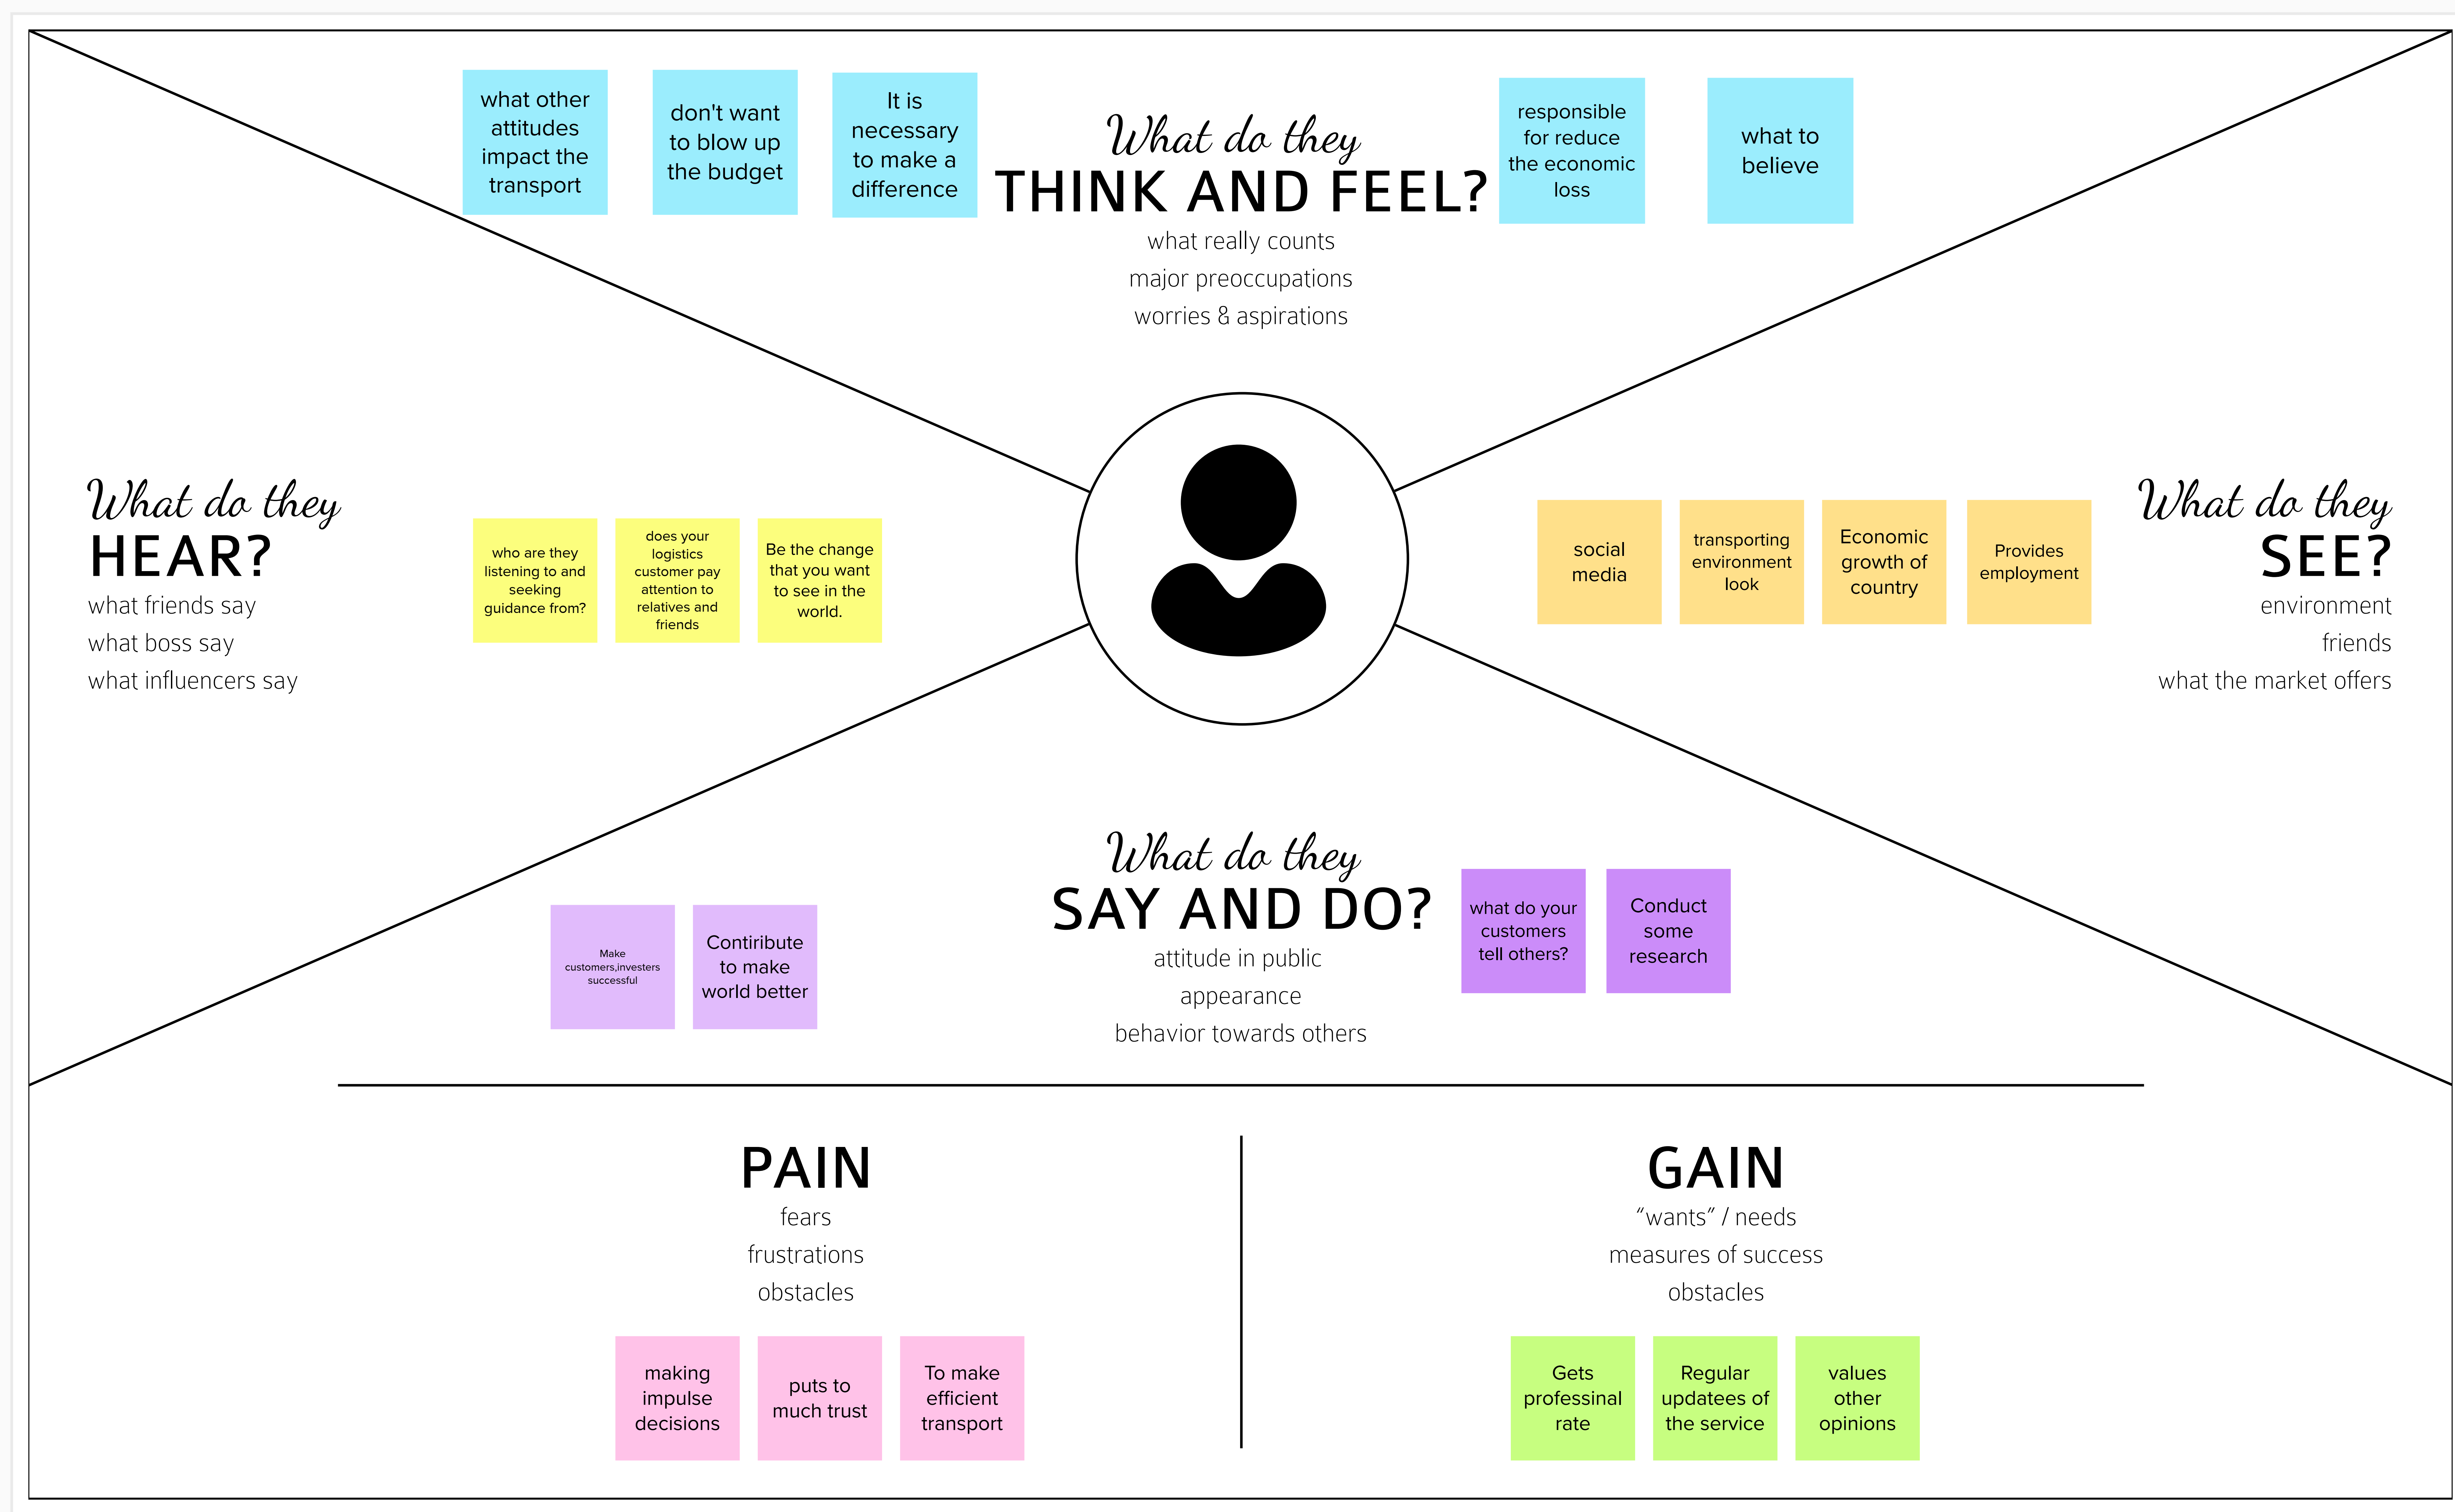 what other
attitudes
impact the
transport
don't want
to blow up
the budget
It is
necessary
to make a
difference
What do they
THINK AND FEEL?
what really counts
major preoccupations
worries & aspirations
responsible
for reduce
the economic
loss
what to
believe
What do they
HEAR?
what friends say
what boss say
what influencers say
who are they
listening to and
seeking
guidance from?
does your
logistics
customer pay
attention to
relatives and
friends
Be the change
that you want
to see in the
world.
social
media
transporting
environment
look
Economic
growth of
country
Provides
employment
What do they
SEE?
environment
friends
what the market offers
Make
customers,investers
successful
Contiribute
to make
world better
What do they
SAY AND DO?
attitude in public
appearance
behavior towards others
what do your
customers
tell others?
Conduct
some
research
PAIN
fears
frustrations
obstacles
making
impulse
decisions
puts to
much trust
To make
efficient
transport
GAIN
“wants” / needs
measures of success
obstacles
Gets
professinal
rate
Regular
updatees of
the service
values
other
opinions